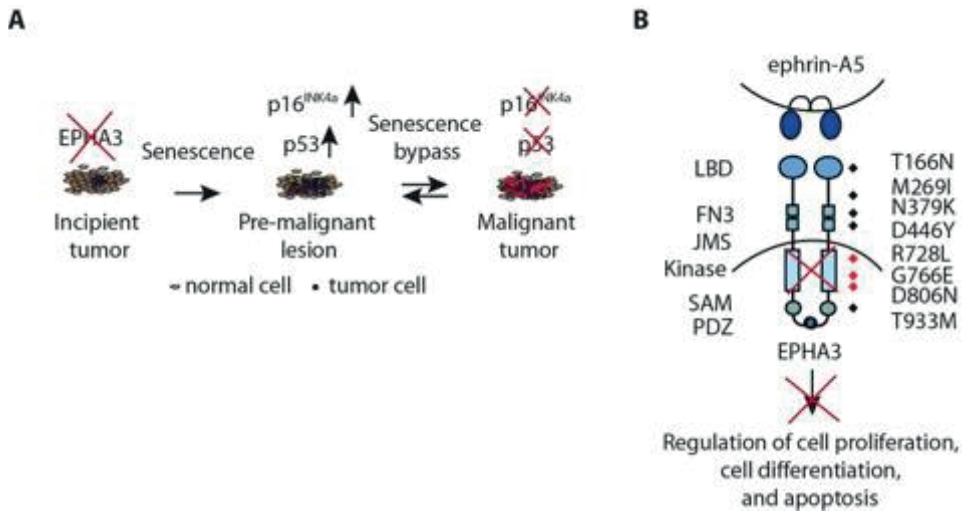 A
EPHA3
Incipient
tumor
Senescence
p16INK4a
p53
Pre-malignant
lesion
Senescence
bypass
p16INK4a
p53
Malignant
tumor
normal cell
tumor cell
B
ephrin-A5
LBD
FN3
JMS
Kinase
SAM
PDZ
T166N
M269I
N379K
D446Y
R728L
G766E
D806N
T933M
EPHA3
Regulation of cell proliferation,
cell differentiation,
and apoptosis